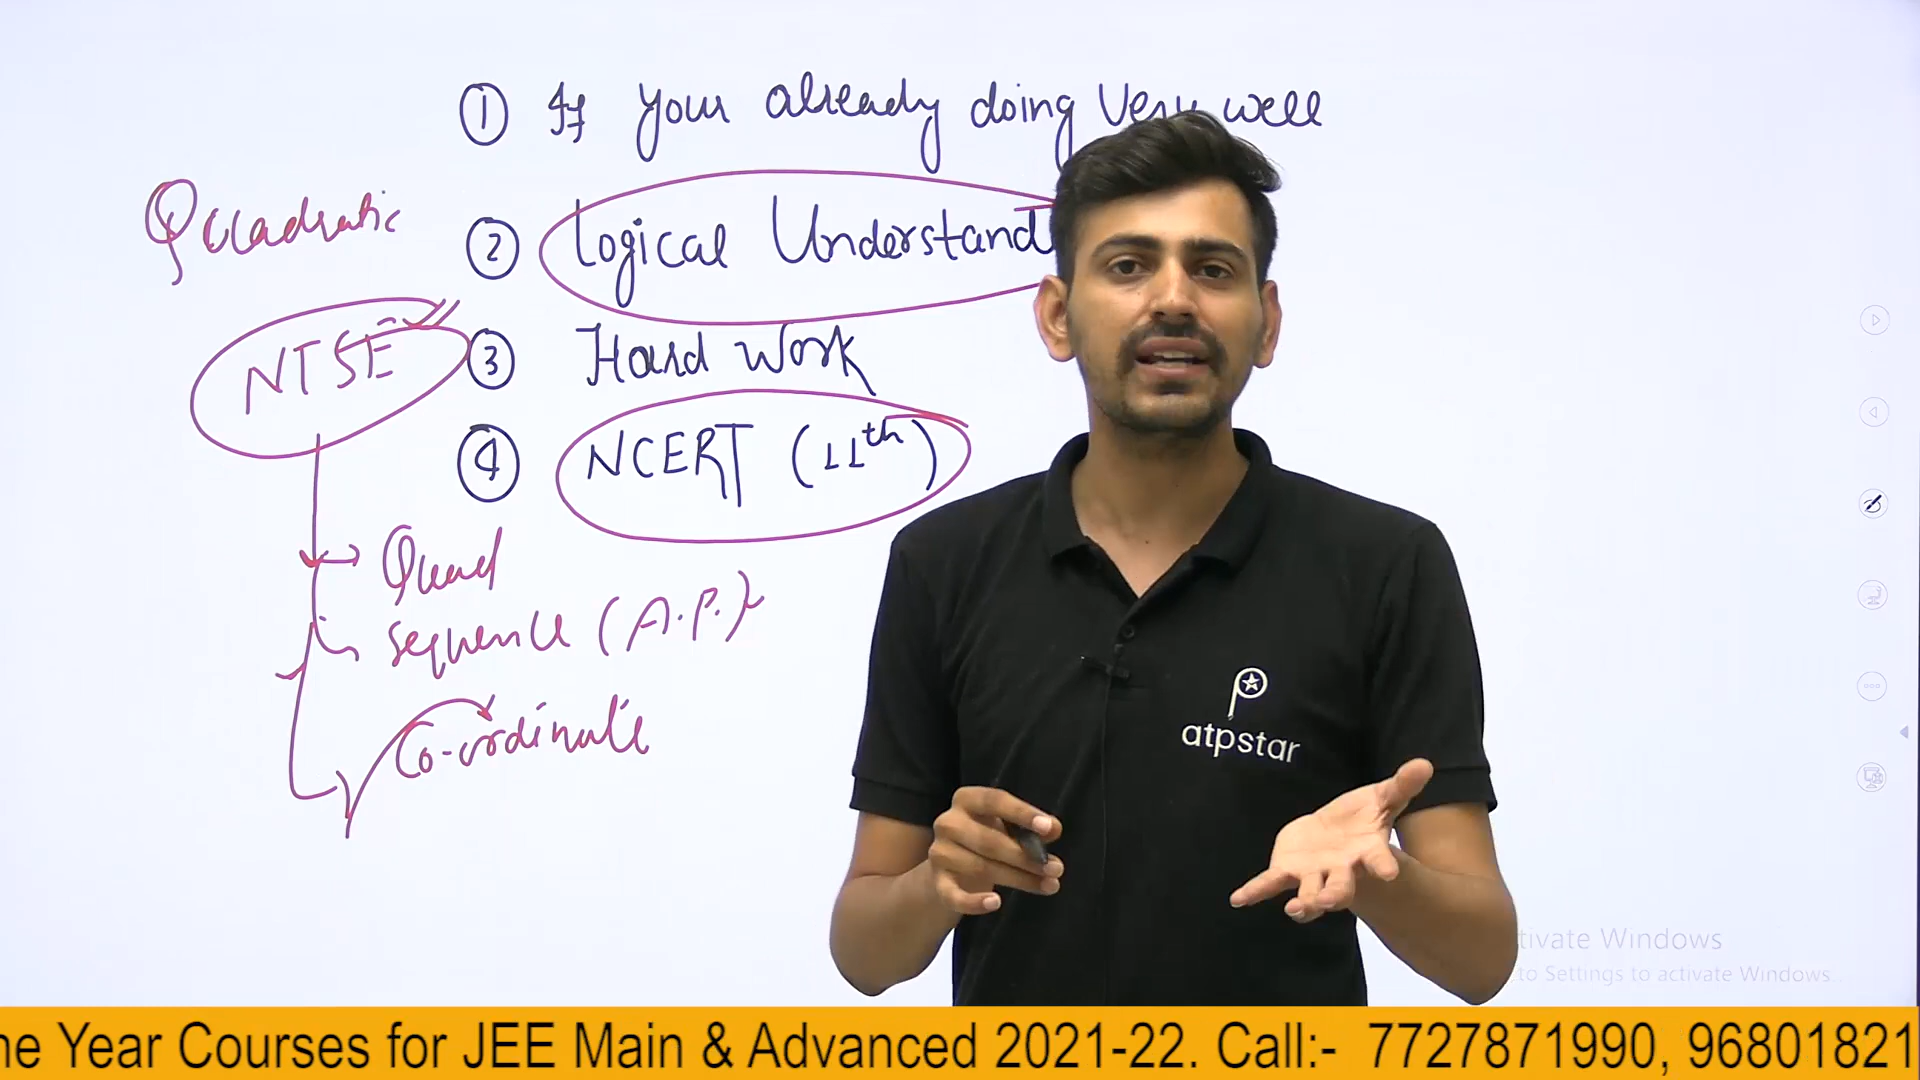 ① If your already doing Very well
Quadratic
② Logical Understand
NTSE
③ Hard Work
④ NCERT (11th)
Quad
Sequence (A.P.)
Co-ordinate
atpstar
tivate Windows
to Settings to activate Windows.
ne Year Courses for JEE Main & Advanced 2021-22. Call:- 7727871990, 96801821